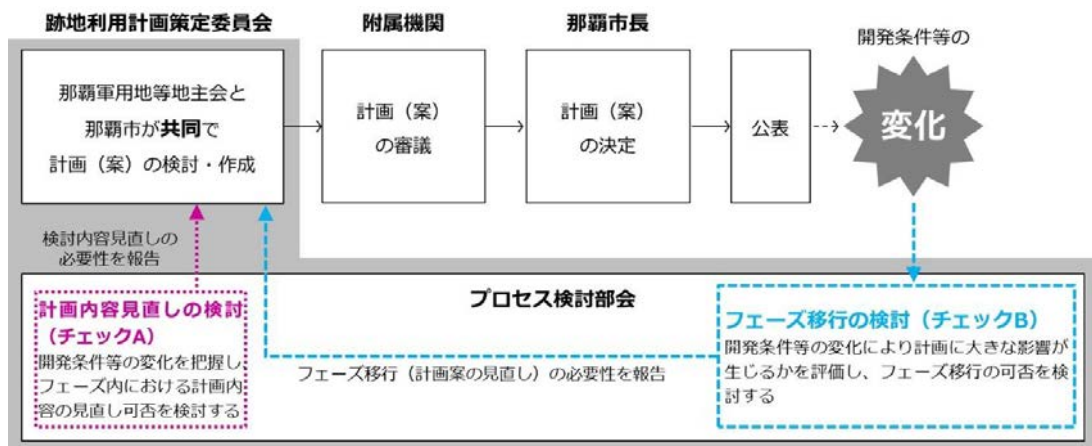 跡地利用計画策定委員会
附属機関
那覇市長
那覇軍用地等地主会と
那覇市が共同で
計画（案）の検討・作成
計画（案）
の審議
計画（案）
の決定
公表
開発条件等の
変化
検討内容見直しの
必要性を報告
プロセス検討部会
計画内容見直しの検討
（チェックA）
開発条件等の変化を把握し、
フェーズ内における計画内
容の見直し可否を検討する
フェーズ移行（計画案の見直し）の必要性を報告
フェーズ移行の検討（チェックB）
開発条件等の変化により計画に大きな影響が
生じるかを評価し、フェーズ移行の可否を検
討する